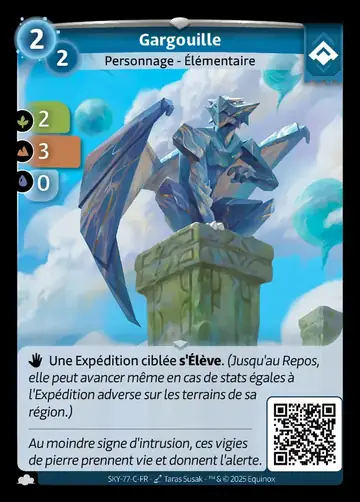 2
2
Gargouille
Personnage - Élémentaire
2
3
0
Une Expédition ciblée s'Élève. (Jusqu'au Repos,
elle peut avancer même en cas de stats égales à
l'Expédition adverse sur les terrains de sa
région.)
Au moindre signe d'intrusion, ces vigies
de pierre prennent vie et donnent l'alerte.
SKY-77-C-FR - Taras Susak - ™ & © 2025 Equinox